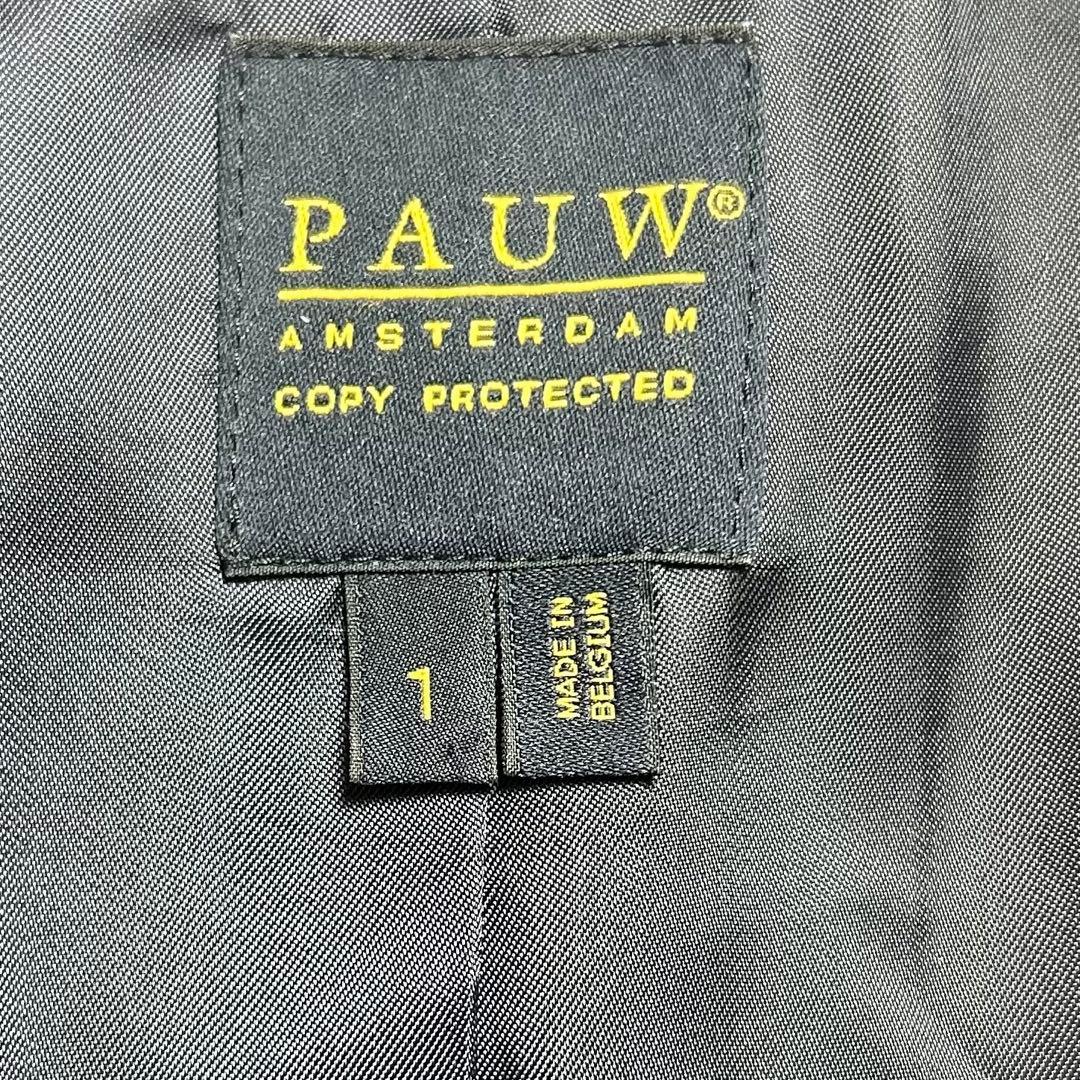 PAUW®
AMSTERDAM
COPY PROTECTED
1
MADE IN
BELGIUM